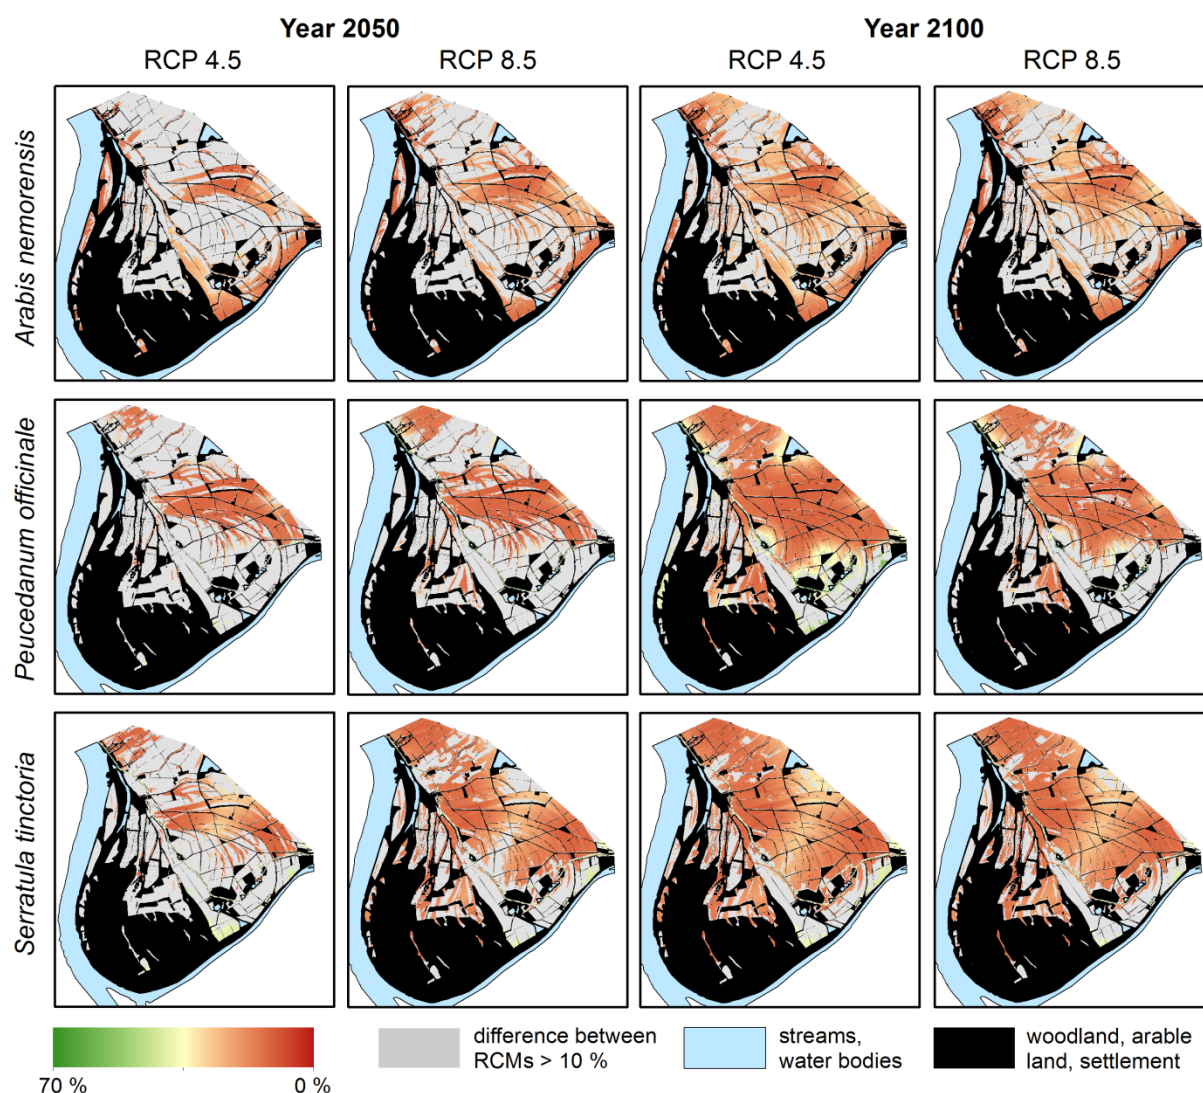 Year 2050
Year 2100
RCP 4.5
RCP 8.5
RCP 4.5
RCP 8.5
Arabis nemorensis
Peucedanum officinale
Serratula tinctoria
70 %
0 %
difference between
RCMs > 10 %
streams,
water bodies
woodland, arable
land, settlement